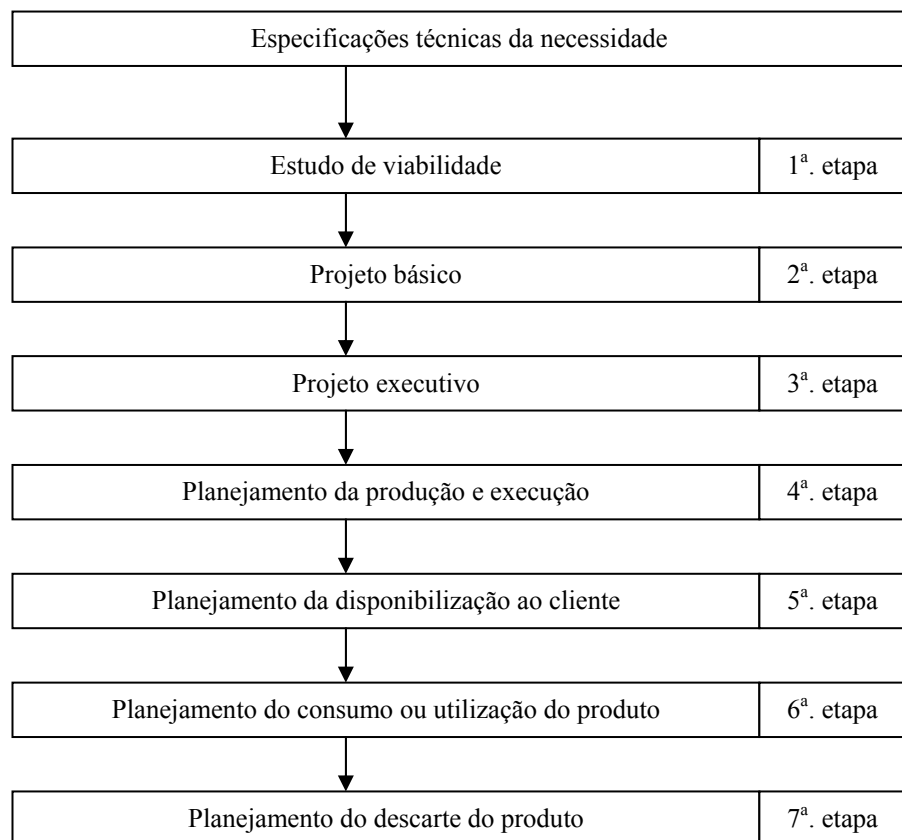 Especificações técnicas da necessidade
Estudo de viabilidade 1ª. etapa
Projeto básico 2ª. etapa
Projeto executivo 3ª. etapa
Planejamento da produção e execução 4ª. etapa
Planejamento da disponibilização ao cliente 5ª. etapa
Planejamento do consumo ou utilização do produto 6ª. etapa
Planejamento do descarte do produto 7ª. etapa